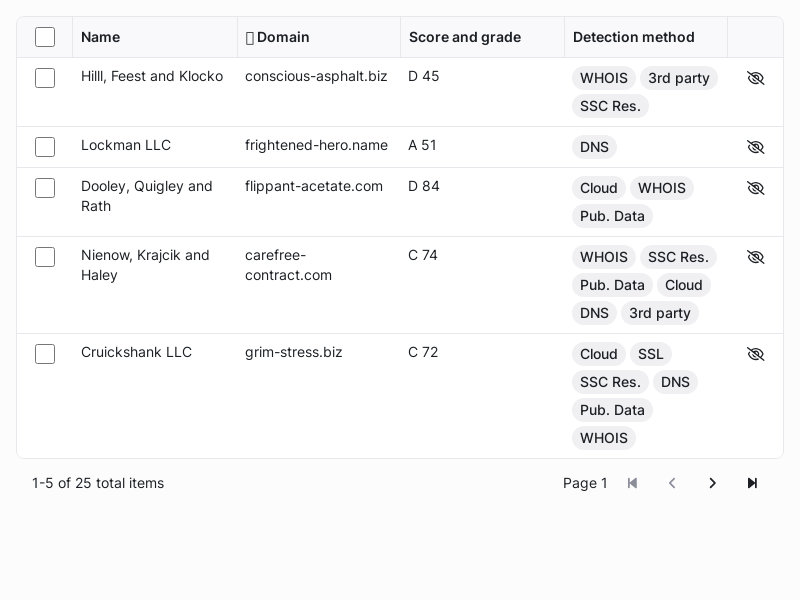 Name Domain Score and grade Detection method
Hilll, Feest and Klocko conscious-asphalt.biz D 45 WHOIS 3rd party
SSC Res.
Lockman LLC frightened-hero.name A 51 DNS
Dooley, Quigley and flippant-acetate.com D 84 Cloud WHOIS
Rath Pub. Data
Nienow, Krajcik and carefree- C 74 WHOIS SSC Res.
Haley contract.com Pub. Data Cloud
DNS 3rd party
Cruickshank LLC grim-stress.biz C 72 Cloud SSL
SSC Res. DNS
Pub. Data
WHOIS
1-5 of 25 total items Page 1